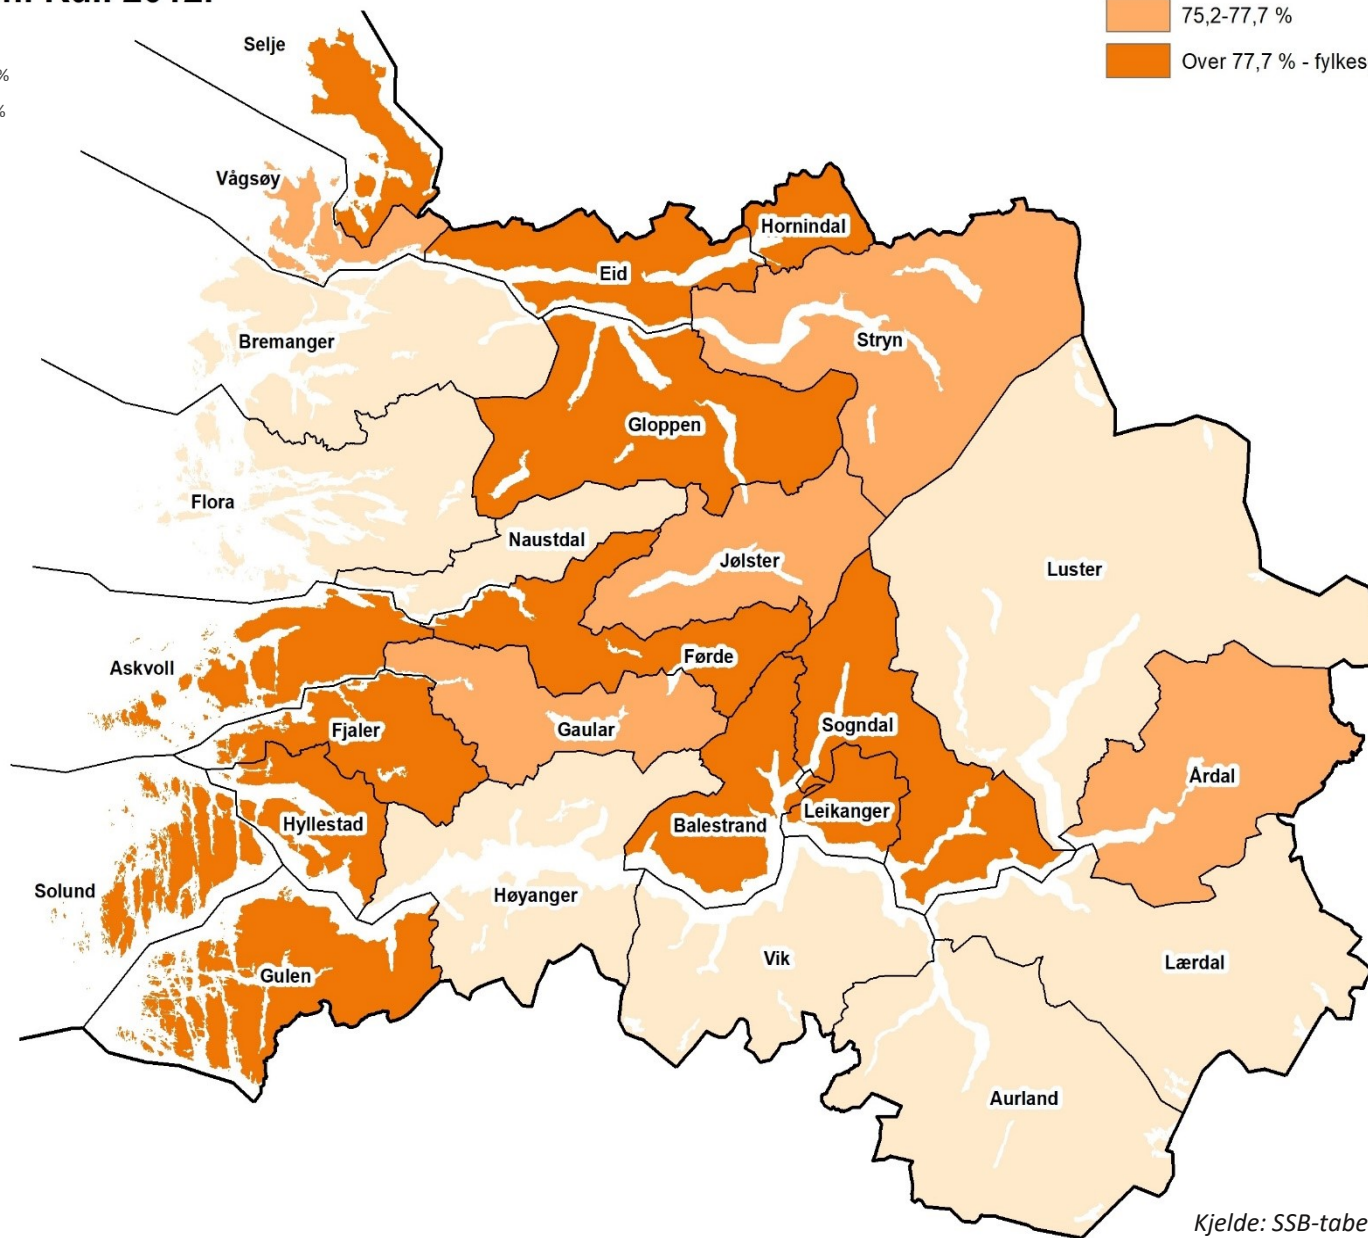 2012.
75,2-77,7 %
Over 77,7 % - fylkes
%
%
Selje
Vågsøy
Hornindal
Eid
Bremanger
Stryn
Gloppen
Flora
Naustdal
Jølster
Luster
Askvoll
Førde
Fjaler
Gaular
Sogndal
Årdal
Hyllestad
Balestrand
Leikanger
Solund
Høyanger
Vik
Lærdal
Gulen
Aurland
Kjelde: SSB-tabe